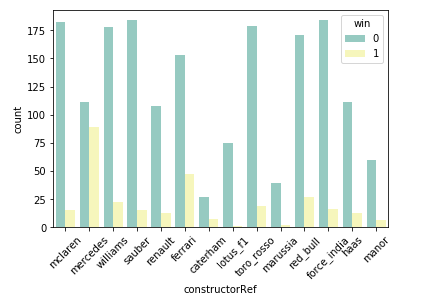 win
0
1
175
150
125
100
75
50
25
0
count
mclaren
mercedes
williams
sauber
renault
ferrari
caterham
lotus_f1
toro_rosso
marussia
red_bull
force_india
haas
manor
constructorRef